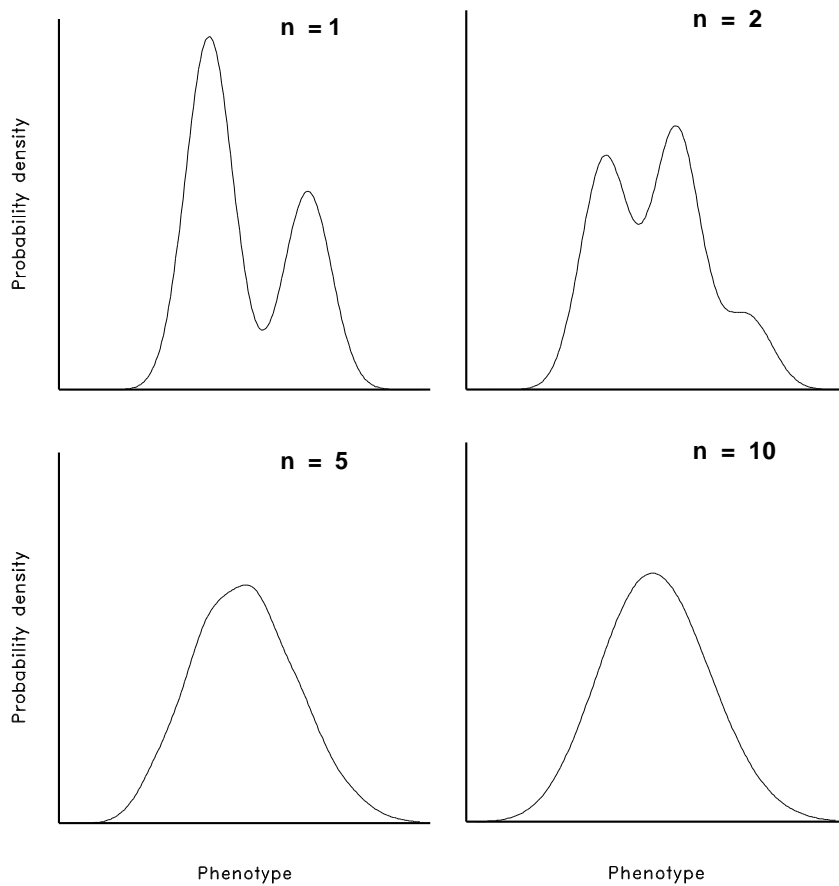 n = 1
n = 2
Probability density
n = 5
n = 10
Probability density
Phenotype
Phenotype